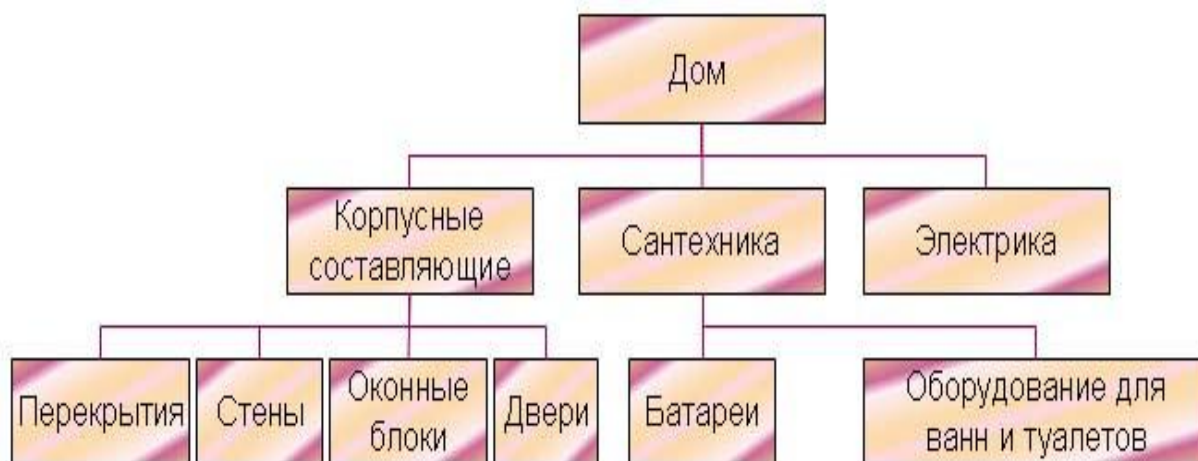 Дом
Корпусные
составляющие
Сантехника
Электрика
Перекрытия
Стены
Оконные
блоки
Двери
Батареи
Оборудование для
ванн и туалетов